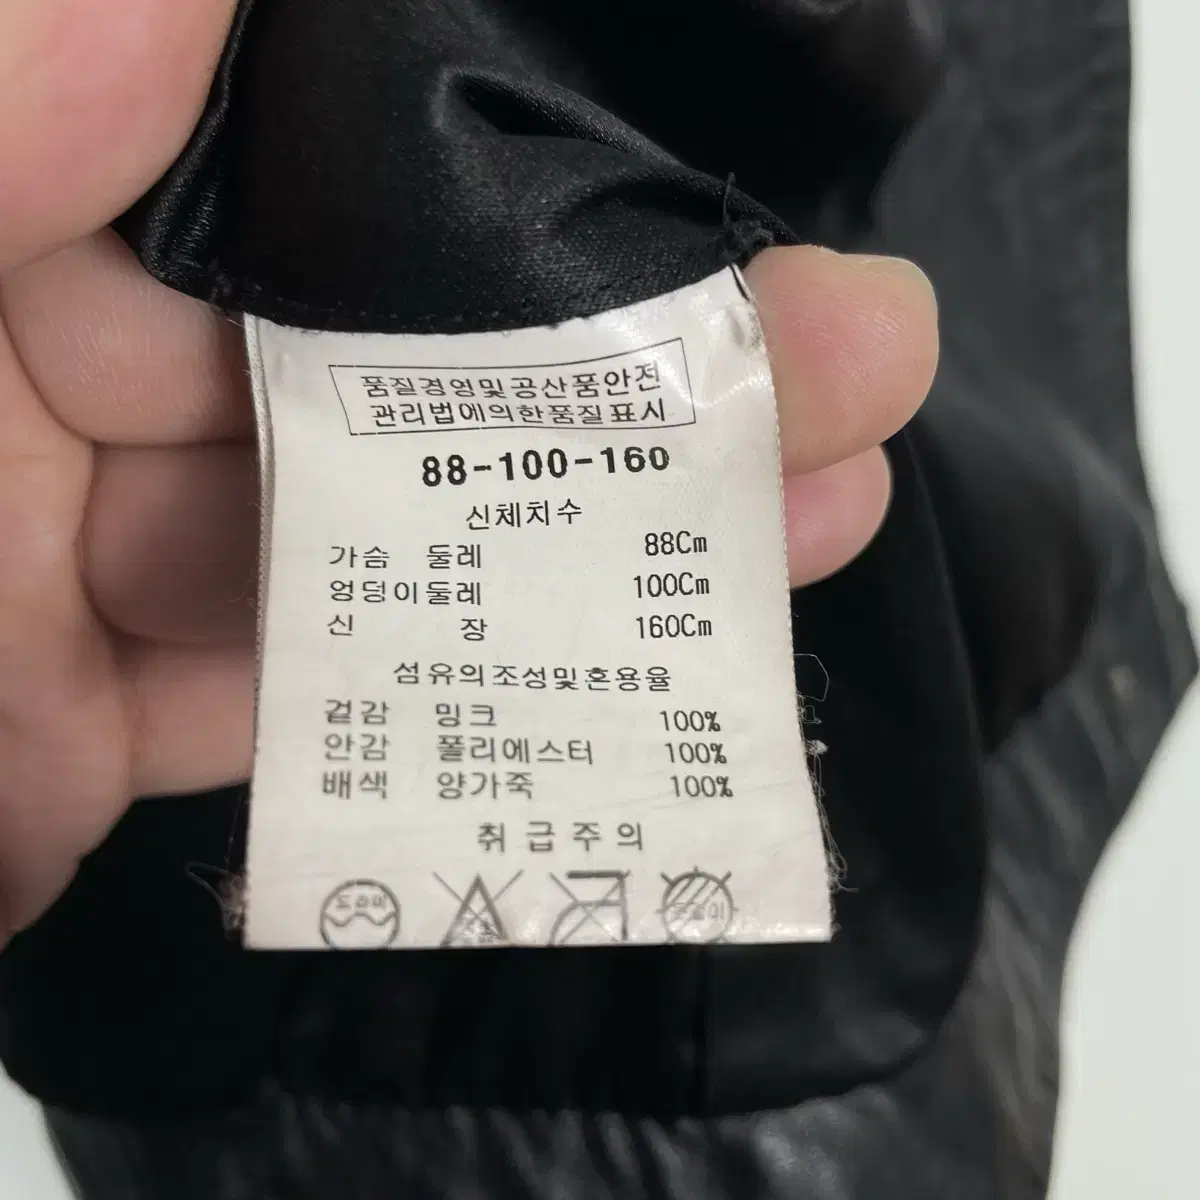 품질경영및공산품안전
관리법에의한품질표시
88-100-160
신체치수
가슴 둘레 88Cm
엉덩이둘레 100Cm
신 장 160Cm
섬유의조성및혼용율
겉감 밍크 100%
안감 폴리에스터 100%
배색 양가죽 100%
취급주의
드라이